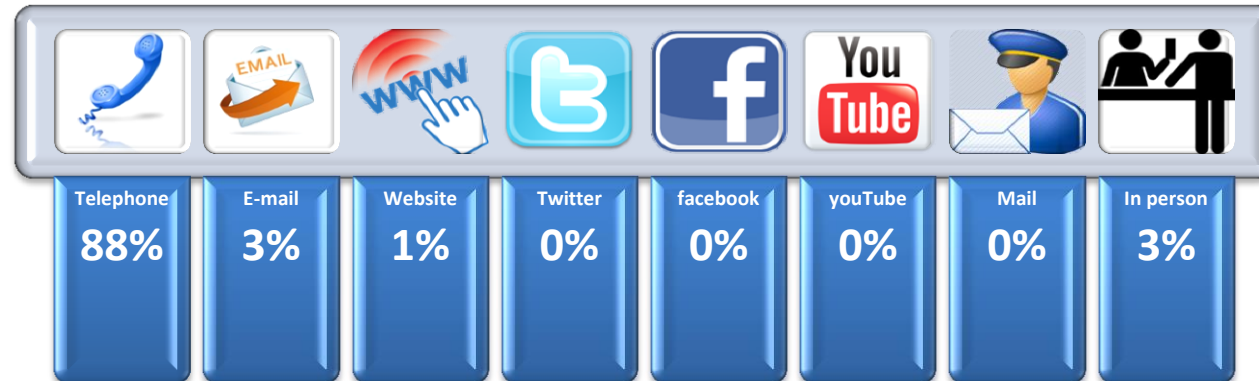 EMAIL
WWW
You
Tube
Telephone
88%
E-mail
3%
Website
1%
Twitter
0%
facebook
0%
youTube
0%
Mail
0%
In person
3%